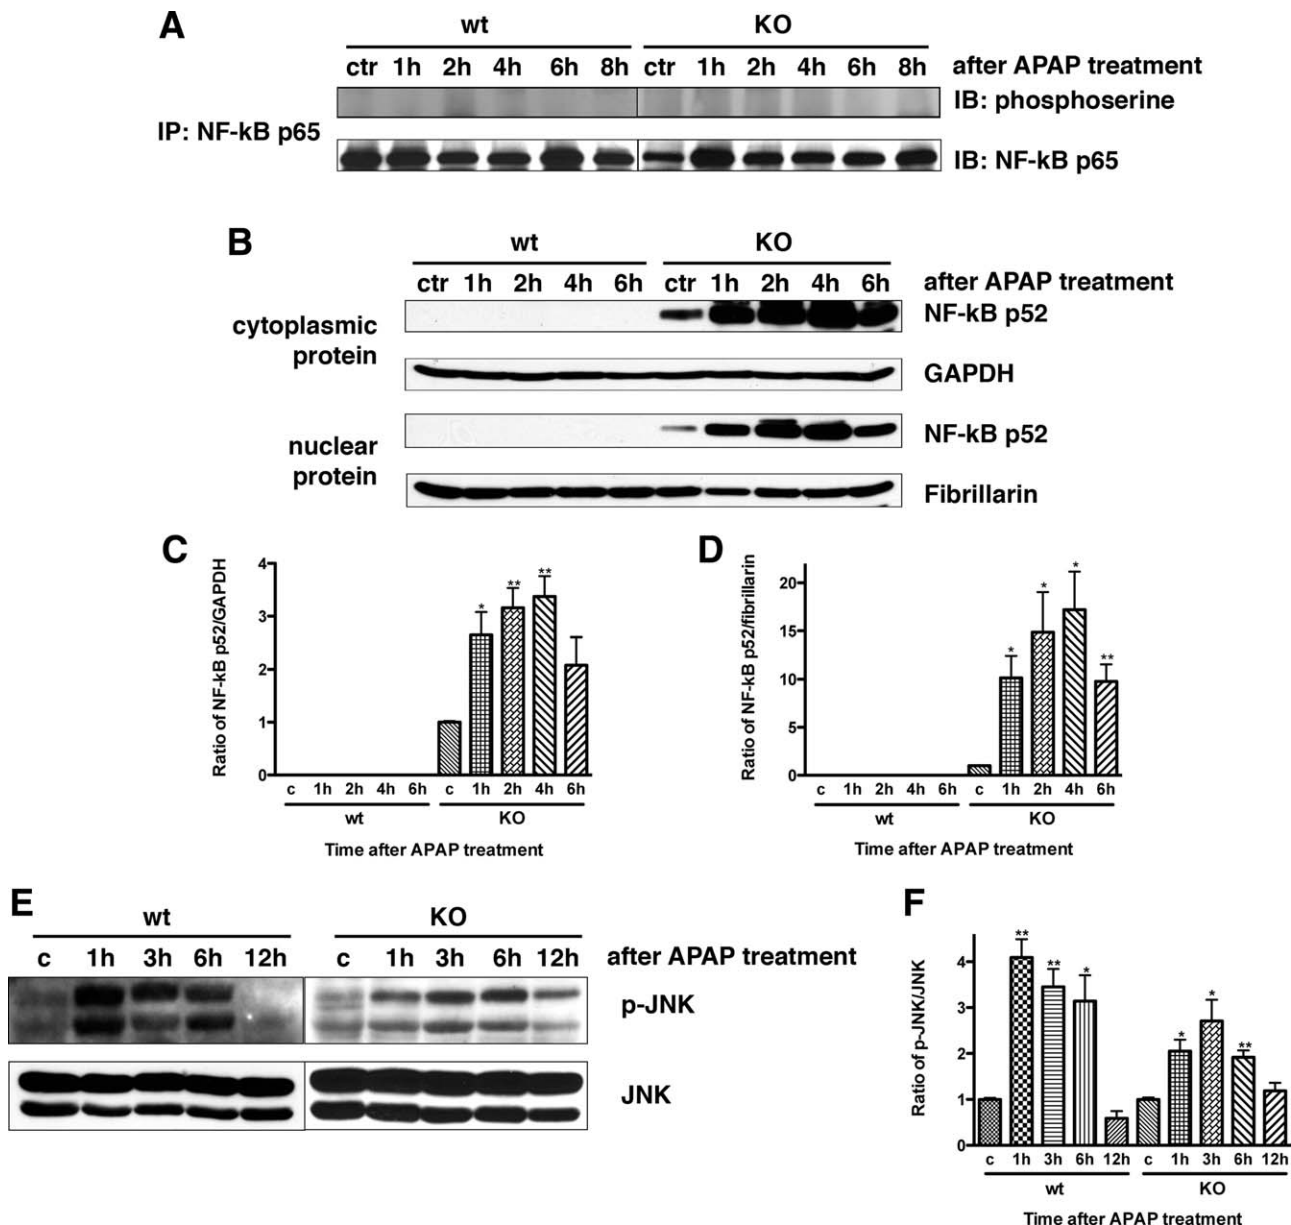 A
wt KO
ctr 1h 2h 4h 6h 8h ctr 1h 2h 4h 6h 8h after APAP treatment
IB: phosphoserine
IP: NF-kB p65
IB: NF-kB p65
B
wt KO
ctr 1h 2h 4h 6h ctr 1h 2h 4h 6h after APAP treatment
cytoplasmic
protein
NF-kB p52
GAPDH
nuclear
protein
NF-kB p52
Fibrillarin
C
Ratio of NF-kB p52/GAPDH
4
3
2
1
0
* ** **
c 1h 2h 4h 6h c 1h 2h 4h 6h
wt KO
Time after APAP treatment
D
Ratio of NF-kB p52/fibrillarin
20
15
10
5
0
* * * **
c 1h 2h 4h 6h c 1h 2h 4h 6h
wt KO
Time after APAP treatment
E
wt KO
c 1h 3h 6h 12h c 1h 3h 6h 12h after APAP treatment
p-JNK
JNK
F
Ratio of p-JNK/JNK
4
3
2
1
0
** ** * * * **
c 1h 3h 6h 12h c 1h 3h 6h 12h
wt KO
Time after APAP treatment